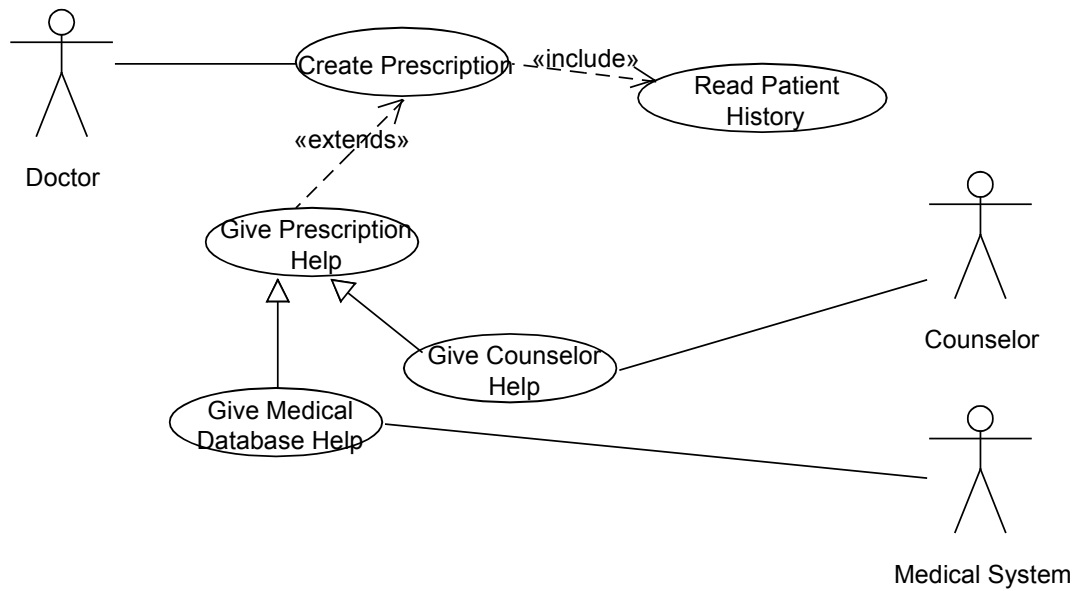 Create Prescription
«include»
Read Patient
History
«extends»
Doctor
Give Prescription
Help
Give Counselor
Help
Counselor
Give Medical
Database Help
Medical System